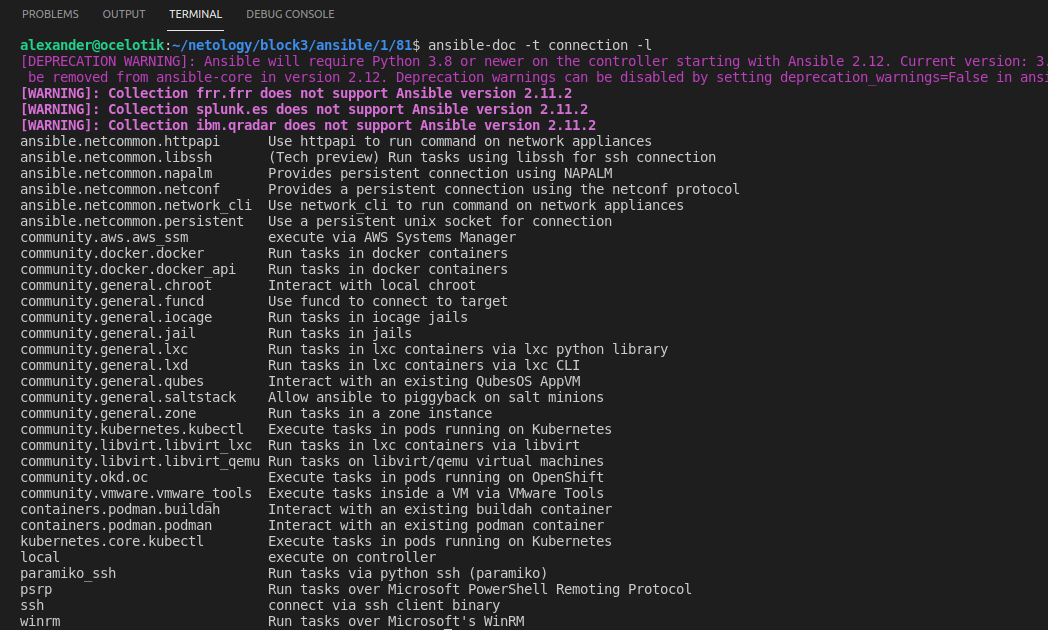 PROBLEMS OUTPUT TERMINAL DEBUG CONSOLE
alexander@ocelotik:~/netology/block3/ansible/1/81$ ansible-doc -t connection -l
[DEPRECATION WARNING]: Ansible will require Python 3.8 or newer on the controller starting with Ansible 2.12. Current version: 3.
be removed from ansible-core in version 2.12. Deprecation warnings can be disabled by setting deprecation_warnings=False in ansi
[WARNING]: Collection frr.frr does not support Ansible version 2.11.2
[WARNING]: Collection splunk.es does not support Ansible version 2.11.2
[WARNING]: Collection ibm.qradar does not support Ansible version 2.11.2
ansible.netcommon.httpapi Use httpapi to run command on network appliances
ansible.netcommon.libssh (Tech preview) Run tasks using libssh for ssh connection
ansible.netcommon.napalm Provides persistent connection using NAPALM
ansible.netcommon.netconf Provides a persistent connection using the netconf protocol
ansible.netcommon.network_cli Use network_cli to run command on network appliances
ansible.netcommon.persistent Use a persistent unix socket for connection
community.aws.aws_ssm execute via AWS Systems Manager
community.docker.docker Run tasks in docker containers
community.docker.docker_api Run tasks in docker containers
community.general.chroot Interact with local chroot
community.general.funcd Use funcd to connect to target
community.general.iocage Run tasks in iocage jails
community.general.jail Run tasks in jails
community.general.lxc Run tasks in lxc containers via lxc python library
community.general.lxd Run tasks in lxc containers via lxc CLI
community.general.qubes Interact with an existing QubesOS AppVM
community.general.saltstack Allow ansible to piggyback on salt minions
community.general.zone Run tasks in a zone instance
community.kubernetes.kubectl Execute tasks in pods running on Kubernetes
community.libvirt.libvirt_lxc Run tasks in lxc containers via libvirt
community.libvirt.libvirt_qemu Run tasks on libvirt/qemu virtual machines
community.okd.oc Execute tasks in pods running on OpenShift
community.vmware.vmware_tools Execute tasks inside a VM via VMware Tools
containers.podman.buildah Interact with an existing buildah container
containers.podman.podman Interact with an existing podman container
kubernetes.core.kubectl Execute tasks in pods running on Kubernetes
local execute on controller
paramiko_ssh Run tasks via python ssh (paramiko)
psrp Run tasks over Microsoft PowerShell Remoting Protocol
ssh connect via ssh client binary
winrm Run tasks over Microsoft's WinRM